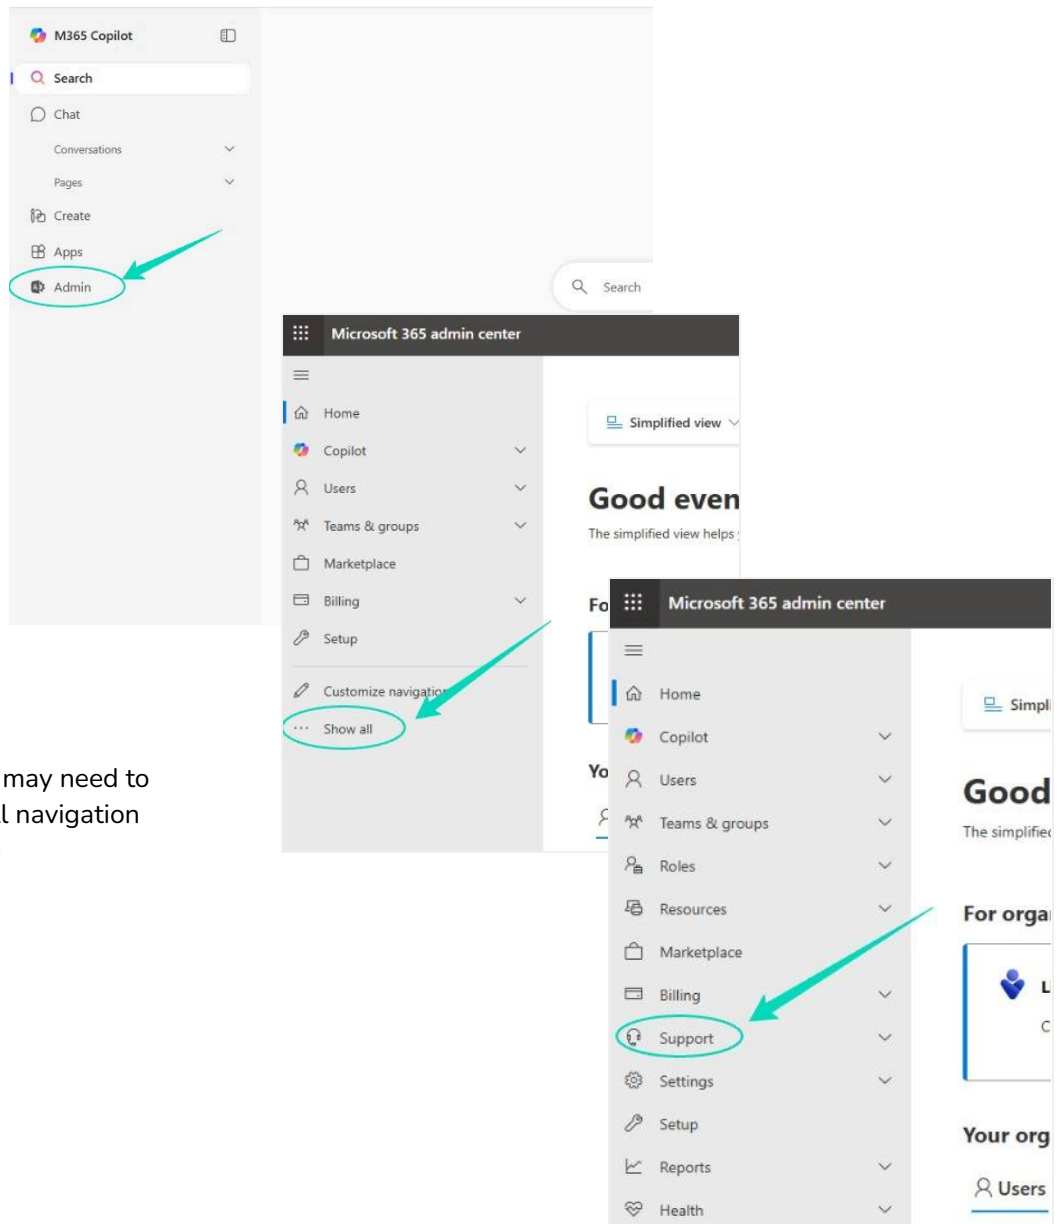 M365 Copilot
Search
Chat
Conversations
Pages
Create
Apps
Admin
Search
Microsoft 365 admin center
Home
Simplified view
Copilot
Users
Good even
Teams & groups
The simplified view helps
Marketplace
Billing
Fo
Setup
Customize navigation
Show all
Yo
may need to
navigation
Microsoft 365 admin center
Home
Simpli
Copilot
Users
Good
Teams & groups
The simplified
Roles
Resources
For orga
Marketplace
Billing
L
C
Support
Settings
Setup
Your org
Reports
Users
Health